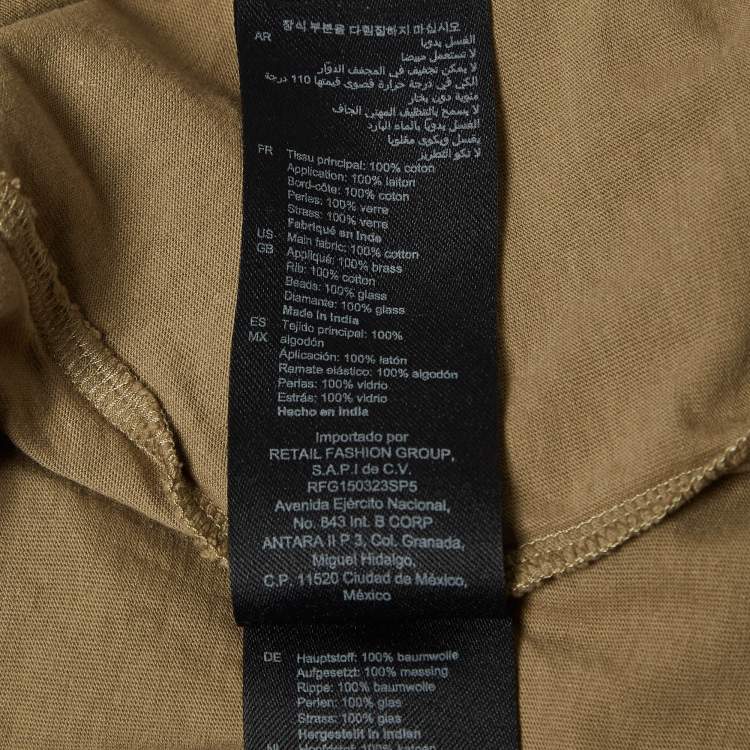 장식 부분을 다림질하지 마십시오
AR
الغسل يدويا
لا تستعمل مبيضا
لا يمكن تجفيف في المجفف الدوّار
الكي في درجة حرارة قصوى قيمتها 110 درجة
مئوية دون بخار
لا يسمح بالتنظيف المهني الجاف
الغسل يدويًا بالماء البارد
يغسل ويكوى مقلوبا
لا تكو التطريز
FR Tissu principal: 100% coton
Application: 100% laiton
Bord-côte: 100% coton
Perles: 100% verre
Strass: 100% verre
Fabriqué en Inde
US Main fabric: 100% cotton
GB Appliqué: 100% brass
Rib: 100% cotton
Beads: 100% glass
Diamante: 100% glass
Made in India
ES Tejido principal: 100%
MX algodón
Aplicación: 100% latón
Remate elástico: 100% algodón
Perlas: 100% vidrio
Estrás: 100% vidrio
Hecho en India
Importado por
RETAIL FASHION GROUP,
S.A.P.I de C.V.
RFG150323SP5
Avenida Ejército Nacional,
No. 843 Int. B CORP
ANTARA II P 3, Col. Granada,
Miguel Hidalgo,
C.P. 11520 Ciudad de México,
México
DE Hauptstoff: 100% baumwolle
Aufgesetzt: 100% messing
Rippe: 100% baumwolle
Perlen: 100% glas
Strass: 100% glas
Hergestellt in Indien
NL Hoofdstof: 100% katoen